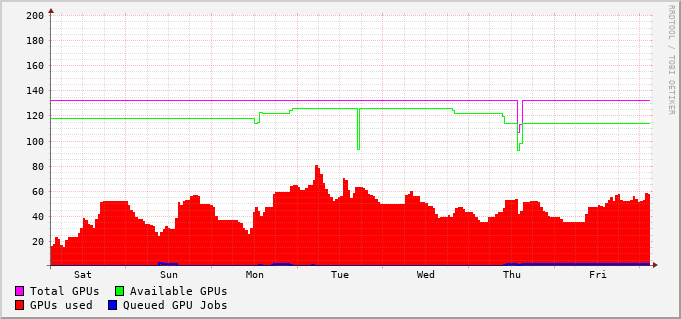 200
180
160
140
120
100
80
60
40
20
Sat Sun Mon Tue Wed Thu Fri
Total GPUs Available GPUs
GPUs used Queued GPU Jobs
RRDTOOL / TOBI OETIKER